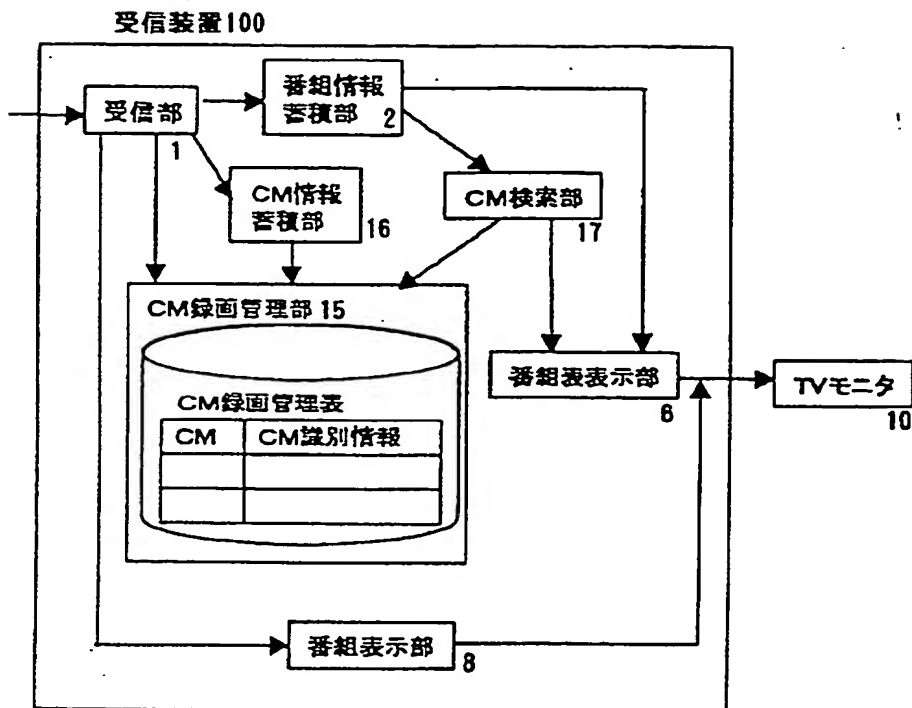 受信装置100
番組情報
蓄積部
2
受信部
1
CM情報
蓄積部
16
CM検索部
17
CM録画管理部 15
CM録画管理表
CM
CM識別情報
番組表表示部
6
TVモニタ
10
番組表示部
8